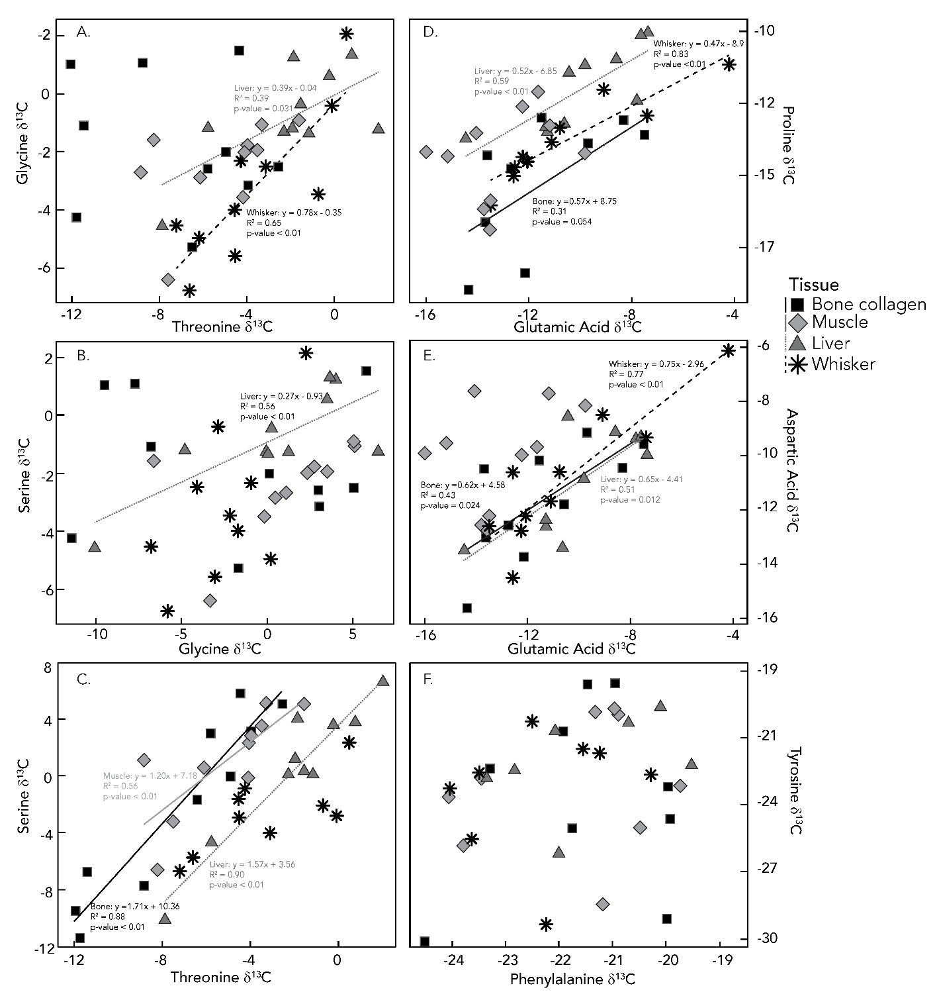 A.
-2
0
-2
-4
-6
Glycine δ¹³C
Liver: y = 0.39x - 0.04
R² = 0.39
p-value = 0.031
Whisker: y = 0.78x - 0.35
R² = 0.65
p-value < 0.01
-12
-8
-4
0
Threonine δ¹³C
D.
Liver: y = 0.52x - 6.85
R² = 0.59
p-value < 0.01
Whisker: y = 0.47x - 8.9
R² = 0.83
p-value <0.01
Bone: y =0.57x + 8.75
R² = 0.31
p-value = 0.054
-10
-12
-15
-17
Proline δ¹³C
-16
-12
-8
-4
Glutamic Acid δ¹³C
Tissue
Bone collagen
Muscle
Liver
Whisker
B.
2
0
-2
-4
-6
Serine δ¹³C
Liver: y = 0.27x - 0.93
R² = 0.56
p-value < 0.01
-10
-5
0
5
Glycine δ¹³C
E.
Whisker: y = 0.75x - 2.96
R² = 0.77
p-value < 0.01
Bone: y=0.62x + 4.58
R² = 0.43
p-value = 0.024
Liver: y = 0.65x - 4.41
R² = 0.51
p-value = 0.012
-6
-8
-10
-12
-14
-16
Aspartic Acid δ¹³C
-16
-12
-8
-4
Glutamic Acid δ¹³C
C.
8
4
0
-4
-8
-12
Serine δ¹³C
Muscle: y = 1.20x + 7.18
R² = 0.56
p-value < 0.01
Liver: y = 1.57x + 3.56
R² = 0.90
p-value < 0.01
Bone: y =1.71x + 10.36
R² = 0.88
p-value < 0.01
-12
-8
-4
0
Threonine δ¹³C
F.
-19
-21
-24
-27
-30
Tyrosine δ¹³C
-24
-23
-22
-21
-20
-19
Phenylalanine δ¹³C